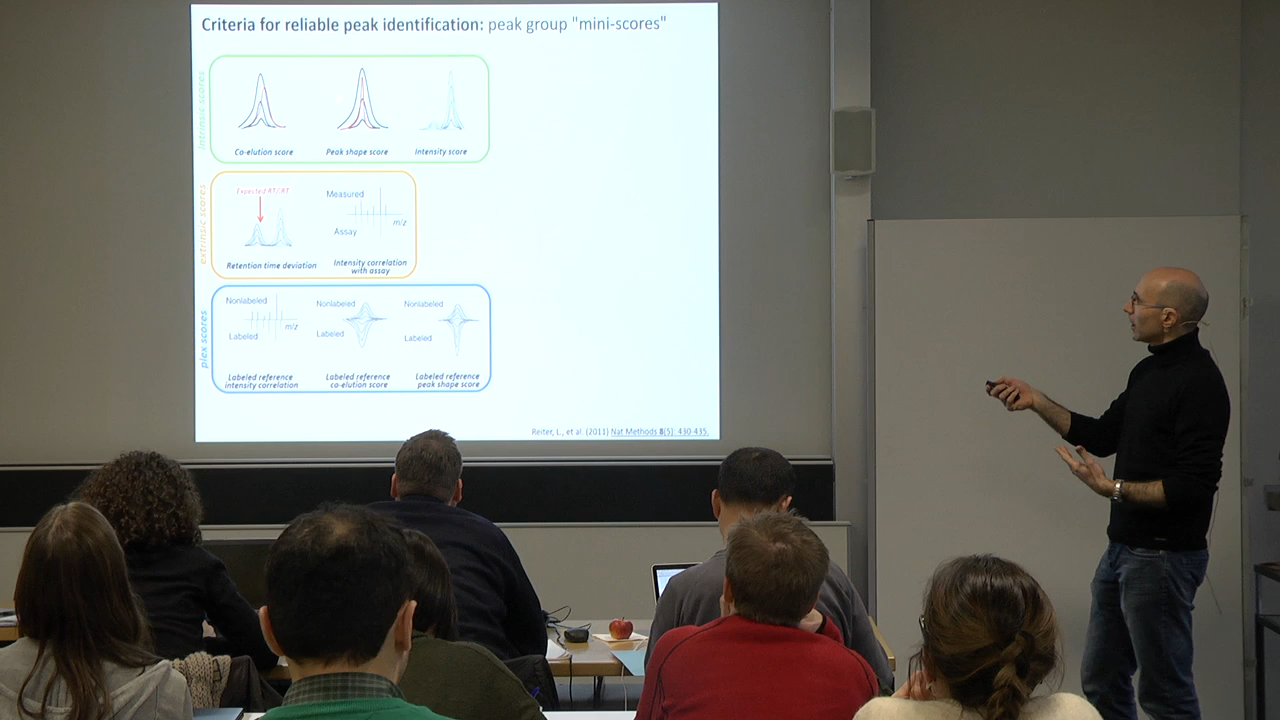 Criteria for reliable peak identification: peak group "mini-scores"
intrinsic scores
Co-elution score
Peak shape score
Intensity score
extrinsic scores
Expected RT/iRT
Measured
m/z
Assay
Retention time deviation
Intensity correlation
with assay
plex scores
Nonlabeled
m/z
Labeled
Nonlabeled
Labeled
Nonlabeled
Labeled
Labeled reference
intensity correlation
Labeled reference
co-elution score
Labeled reference
peak shape score
Reiter, L., et al. (2011) Nat Methods 8(5): 430-435.